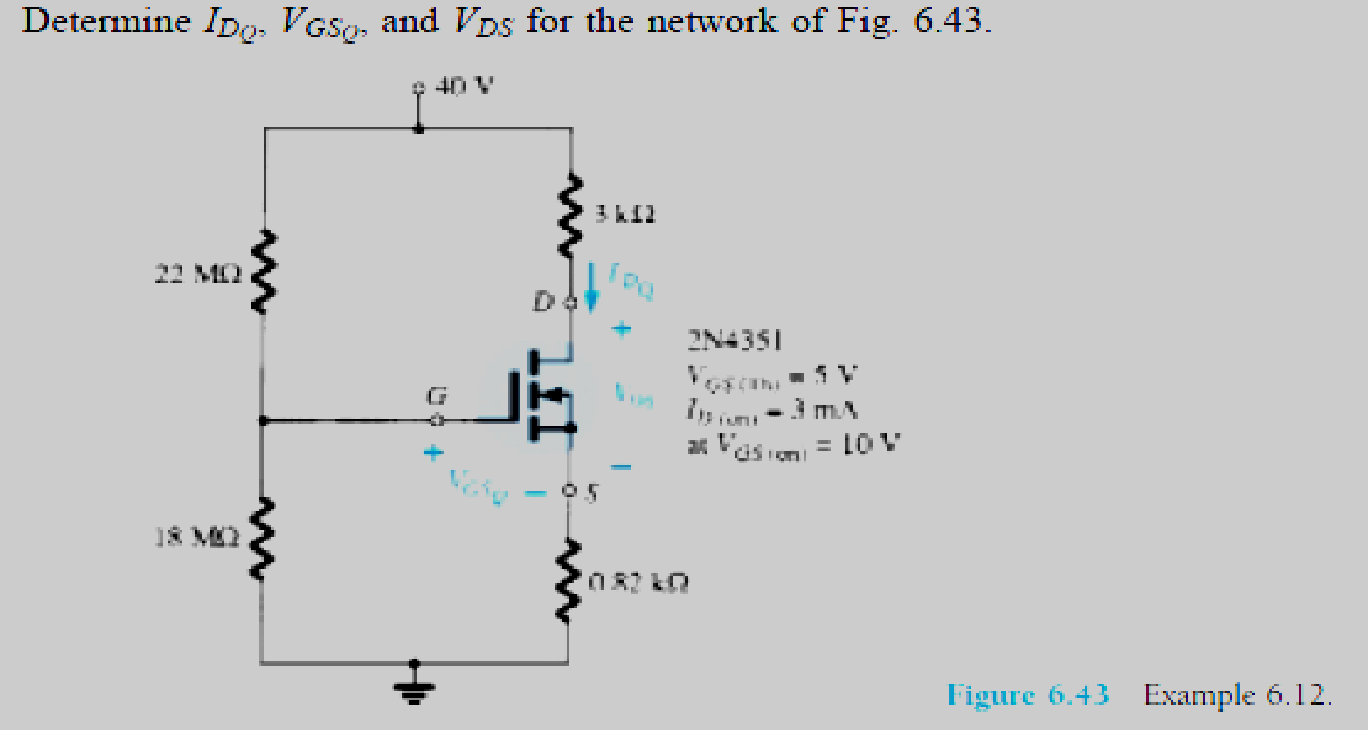 Determine I_DQ, V_GSQ, and V_DS for the network of Fig. 6.43.
40 V
3 kΩ
22 MΩ
I_DQ
D
+
2N4351
V_GS(Th) = 5 V
G
V_DS
I_D(on) = 3 mA
+
at V_GS(on) = 10 V
–
V_GSQ – S
18 MΩ
0.82 kΩ
Figure 6.43 Example 6.12.